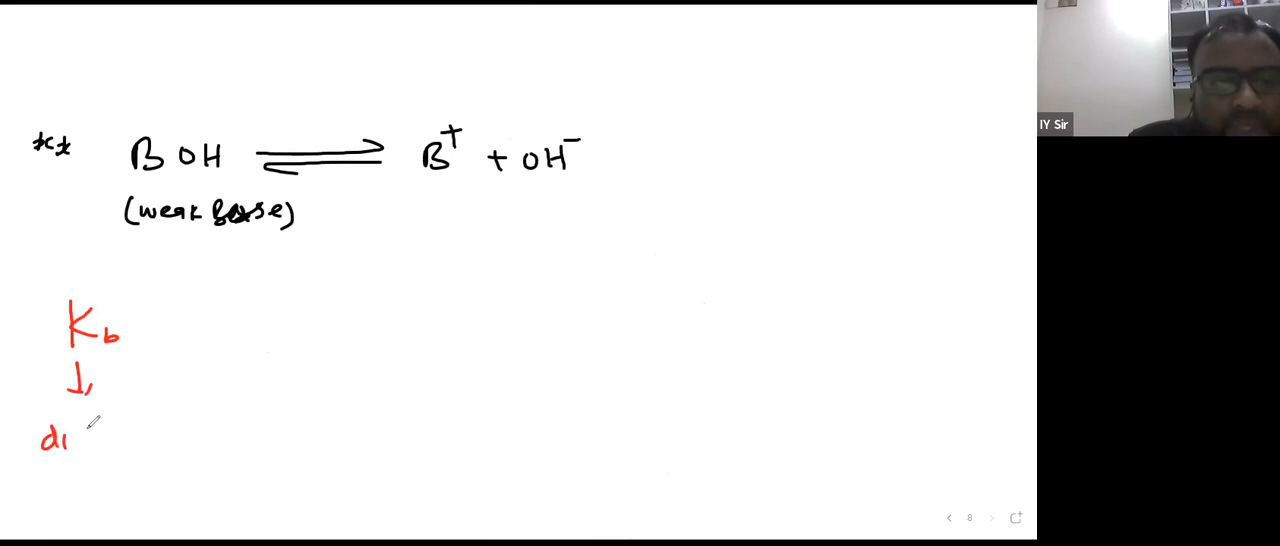 ** BOH ⇌ B⁺ + OH⁻
(weak Base)
Kb
↓
di
IY Sir
8